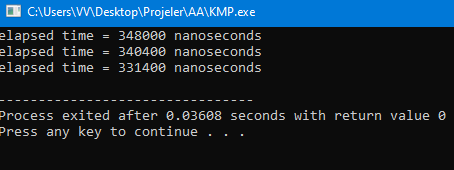 C:\Users\VV\Desktop\Projeler\AA\KMP.exe
elapsed time = 348000 nanoseconds
elapsed time = 340400 nanoseconds
elapsed time = 331400 nanoseconds
--------------------------------
Process exited after 0.03608 seconds with return value 0
Press any key to continue . . .